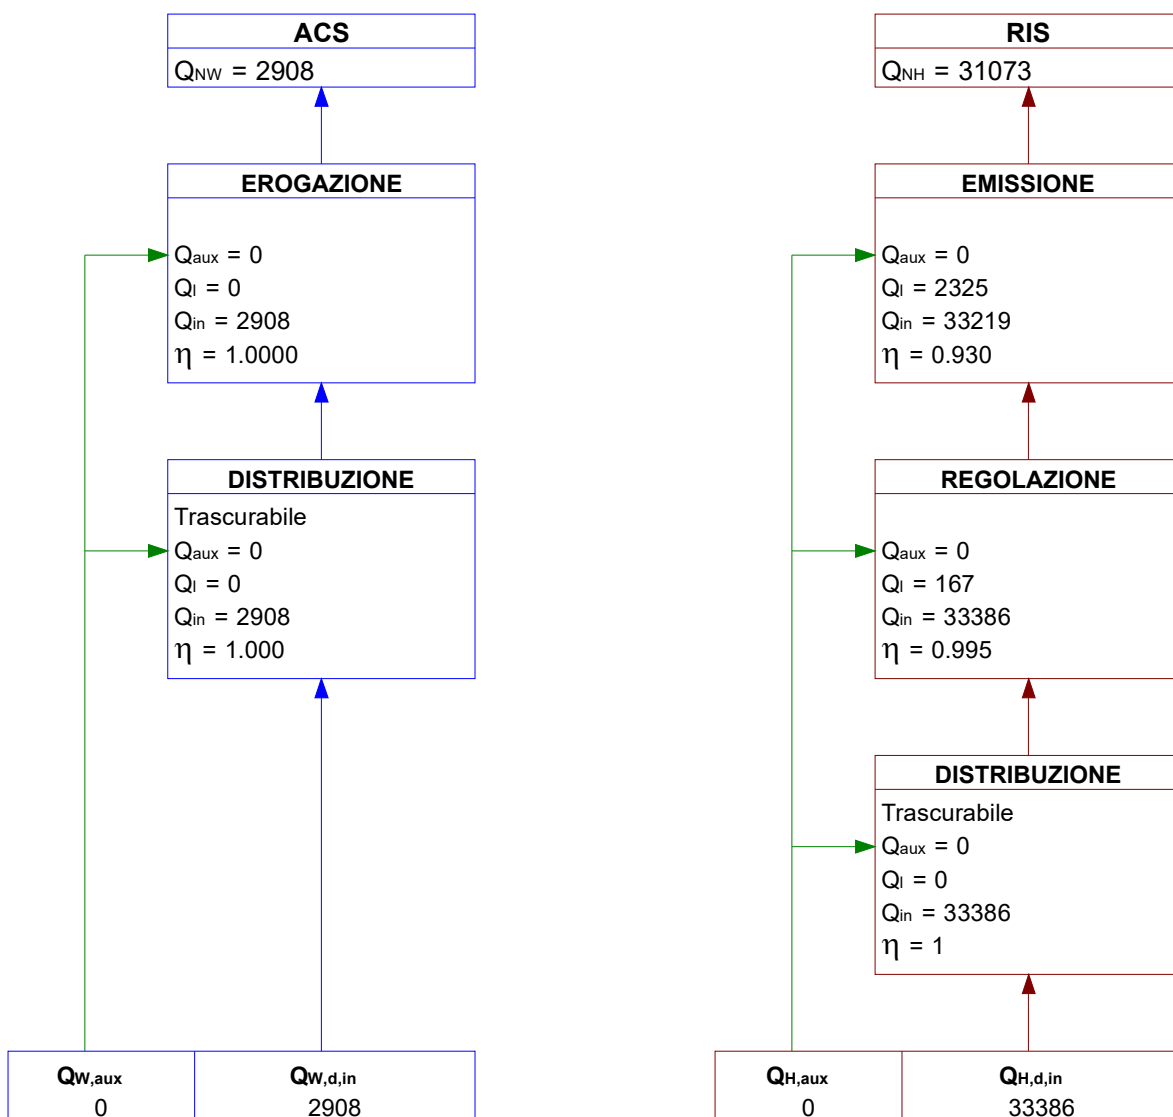 ACS
QNW = 2908
EROGAZIONE
Qaux = 0
Ql = 0
Qin = 2908
η = 1.0000
DISTRIBUZIONE
Trascurabile
Qaux = 0
Ql = 0
Qin = 2908
η = 1.000
QW,aux
0
QW,d,in
2908
RIS
QNH = 31073
EMISSIONE
Qaux = 0
Ql = 2325
Qin = 33219
η = 0.930
REGOLAZIONE
Qaux = 0
Ql = 167
Qin = 33386
η = 0.995
DISTRIBUZIONE
Trascurabile
Qaux = 0
Ql = 0
Qin = 33386
η = 1
QH,aux
0
QH,d,in
33386